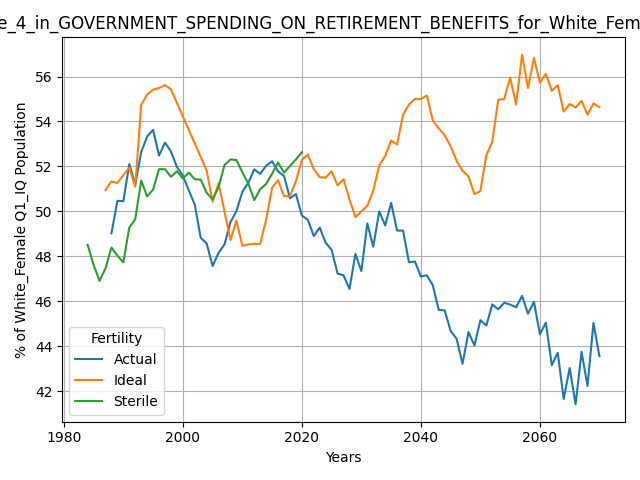 e_4_in_GOVERNMENT_SPENDING_ON_RETIREMENT_BENEFITS_for_White_Fem
56
54
52
50
48
46
44
42
% of White_Female Q1_IQ Population
Fertility
Actual
Ideal
Sterile
1980
2000
2020
2040
2060
Years